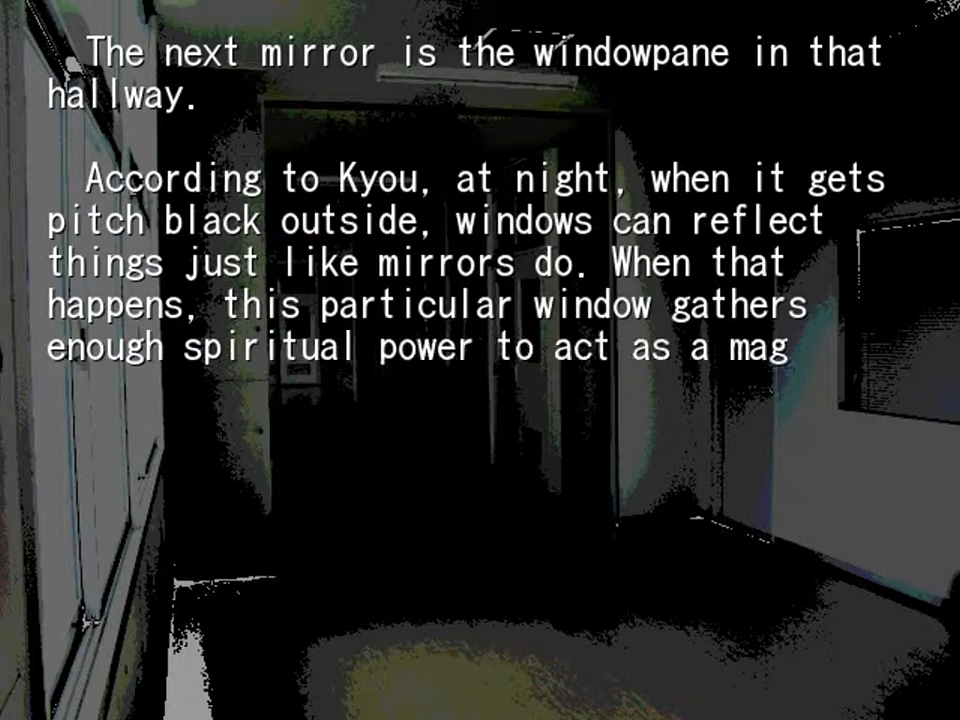 The next mirror is the windowpane in that
hallway.
According to Kyou, at night, when it gets
pitch black outside, windows can reflect
things just like mirrors do. When that
happens, this particular window gathers
enough spiritual power to act as a mag